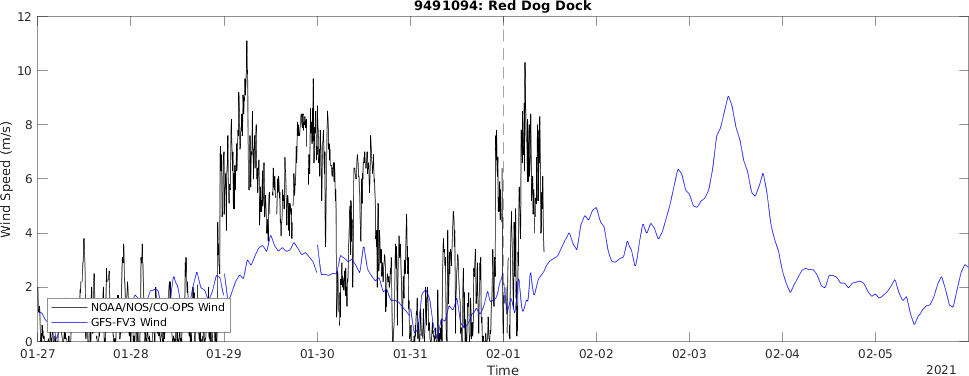 9491094: Red Dog Dock
Wind Speed (m/s)
12
10
8
6
4
2
0
NOAA/NOS/CO-OPS Wind
GFS-FV3 Wind
01-27 01-28 01-29 01-30 01-31 02-01 02-02 02-03 02-04 02-05
Time
2021